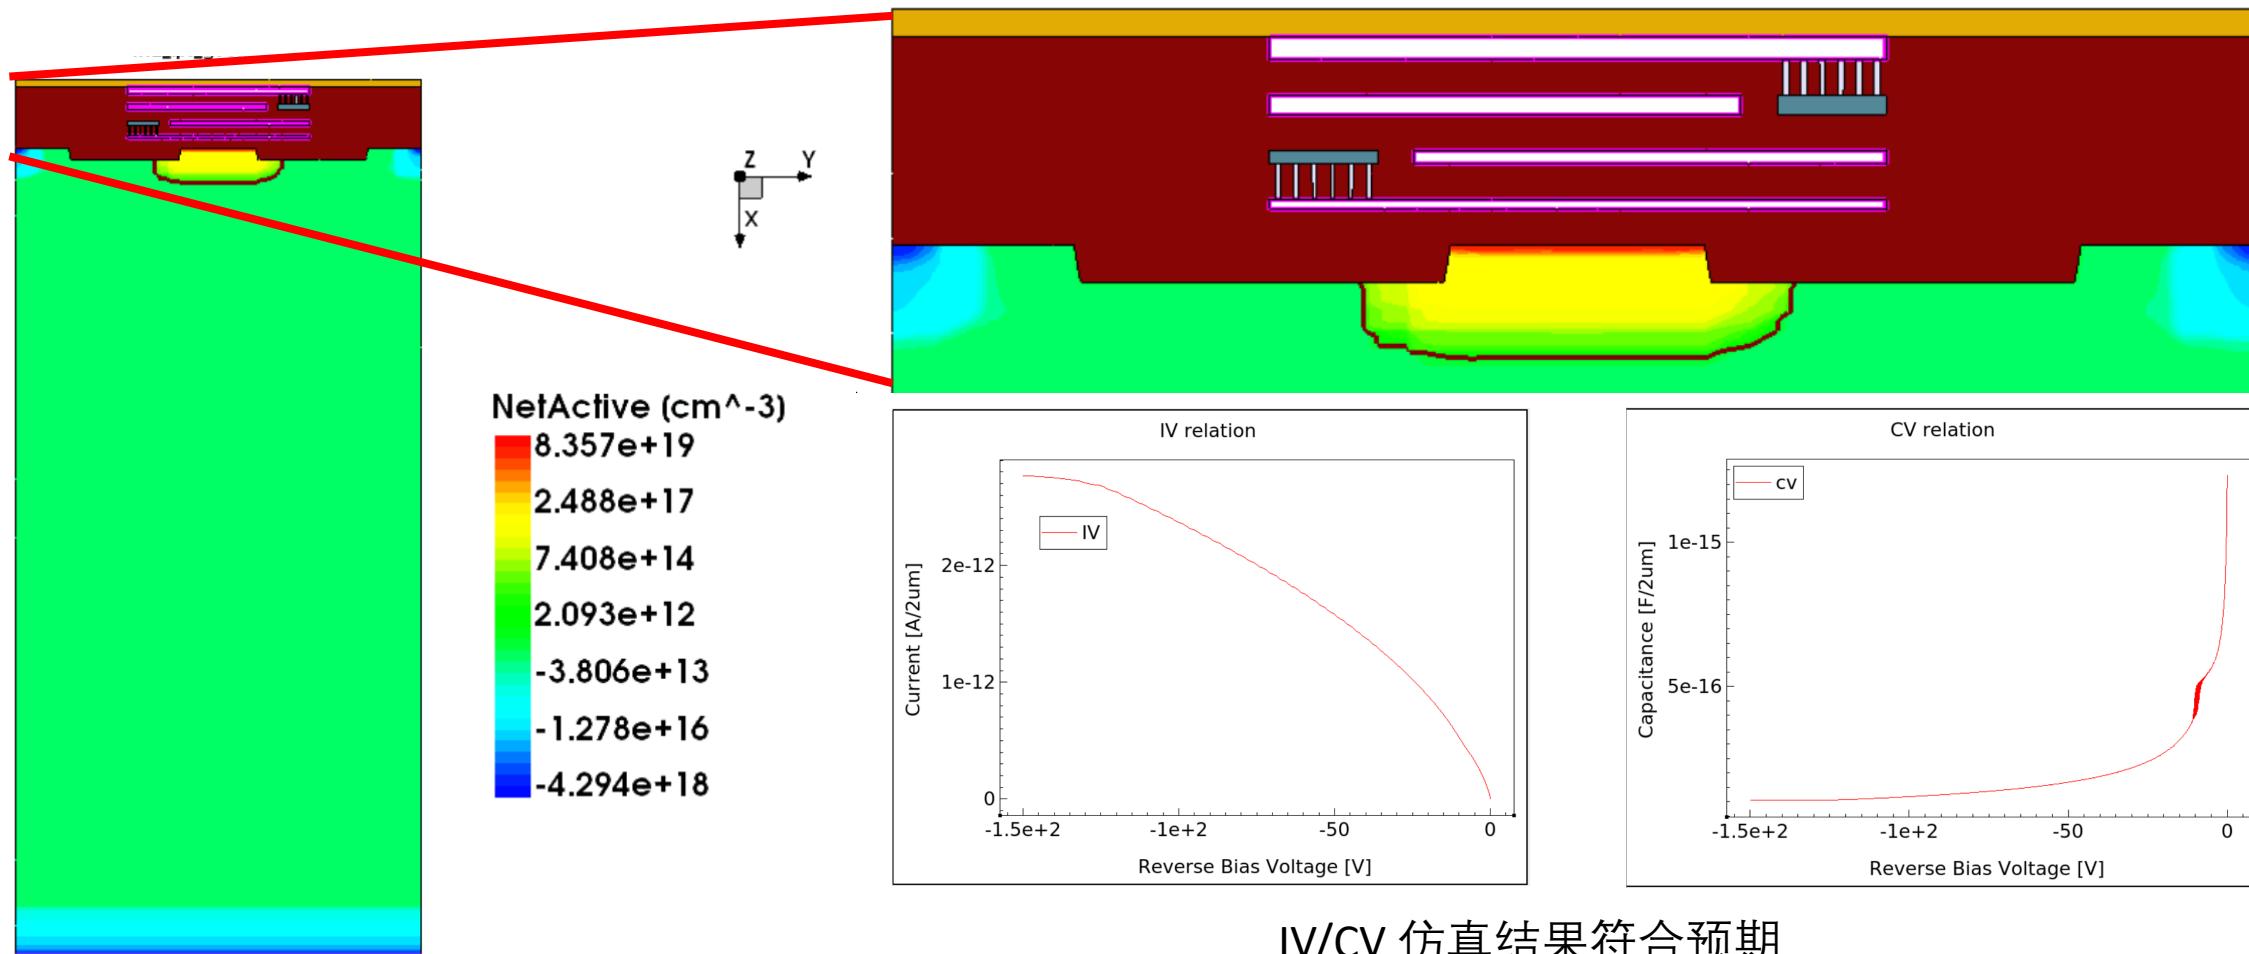 Z
Y
X
NetActive (cm^-3)
8.357e+19
2.488e+17
7.408e+14
2.093e+12
-3.806e+13
-1.278e+16
-4.294e+18
IV relation
IV
Current [A/2um]
2e-12
1e-12
0
-1.5e+2
-1e+2
-50
0
Reverse Bias Voltage [V]
CV relation
cv
Capacitance [F/2um]
1e-15
5e-16
-1.5e+2
-1e+2
-50
0
Reverse Bias Voltage [V]
IV/CV 仿真结果符合预期